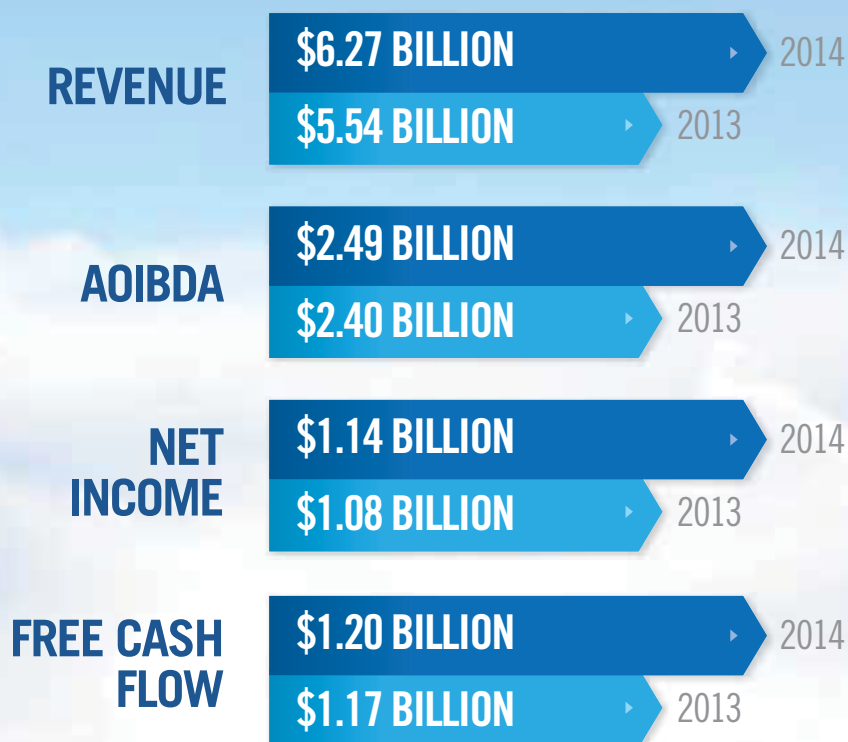 REVENUE
$6.27 BILLION 2014
$5.54 BILLION 2013
AOIBDA
$2.49 BILLION 2014
$2.40 BILLION 2013
NET
INCOME
$1.14 BILLION 2014
$1.08 BILLION 2013
FREE CASH
FLOW
$1.20 BILLION 2014
$1.17 BILLION 2013